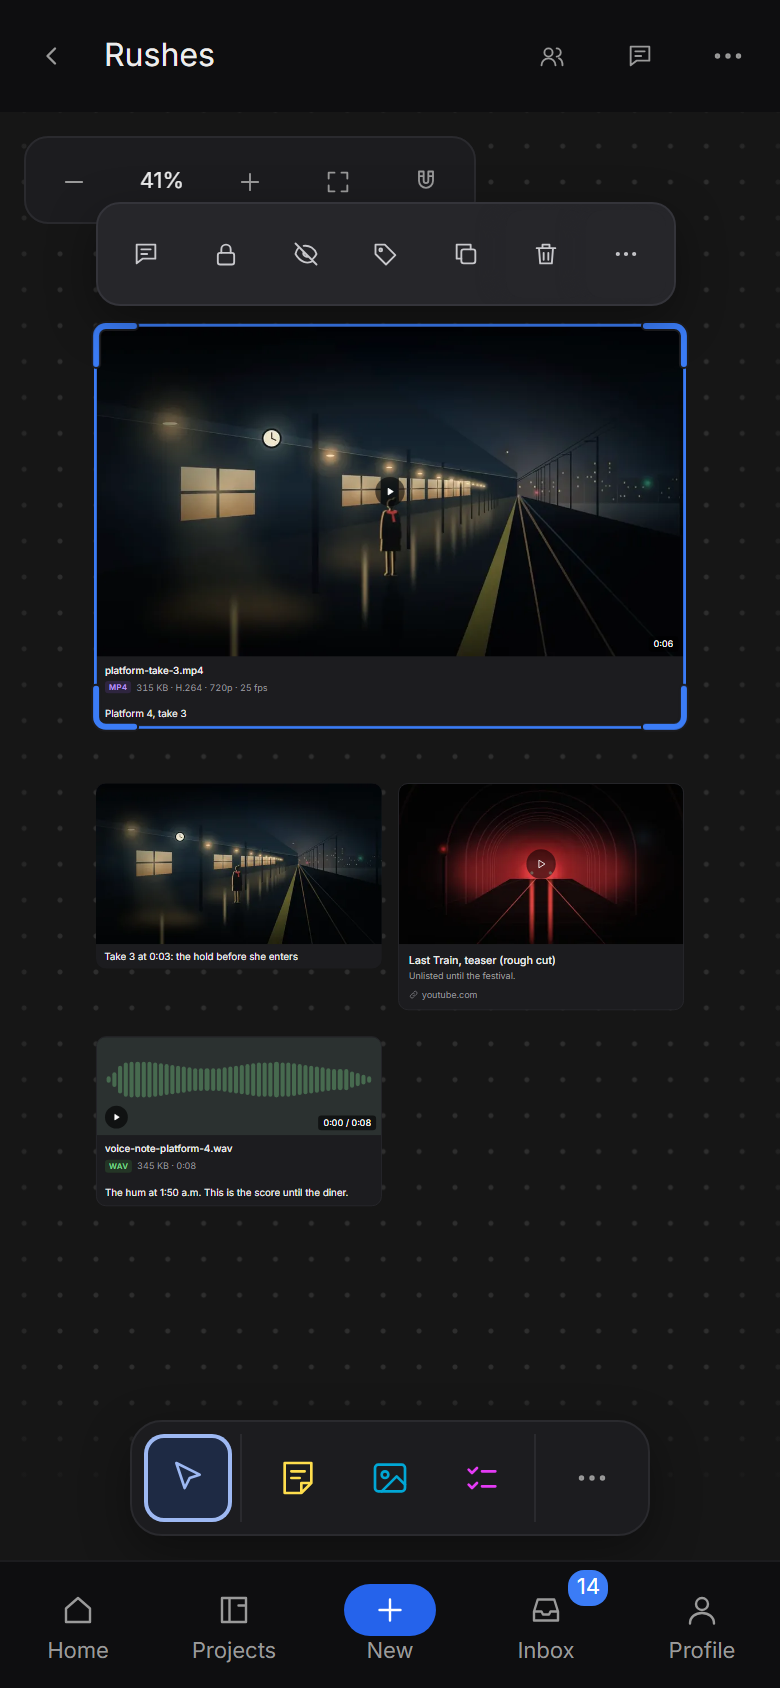 Rushes
41%
0:06
platform-take-3.mp4
MP4 315 KB · H.264 · 720p · 25 fps
Platform 4, take 3
Take 3 at 0:03: the hold before she enters
Last Train, teaser (rough cut)
Unlisted until the festival.
youtube.com
0:00 / 0:08
voice-note-platform-4.wav
WAV 345 KB · 0:08
The hum at 1:50 a.m. This is the score until the diner.
14
Home
Projects
New
Inbox
Profile